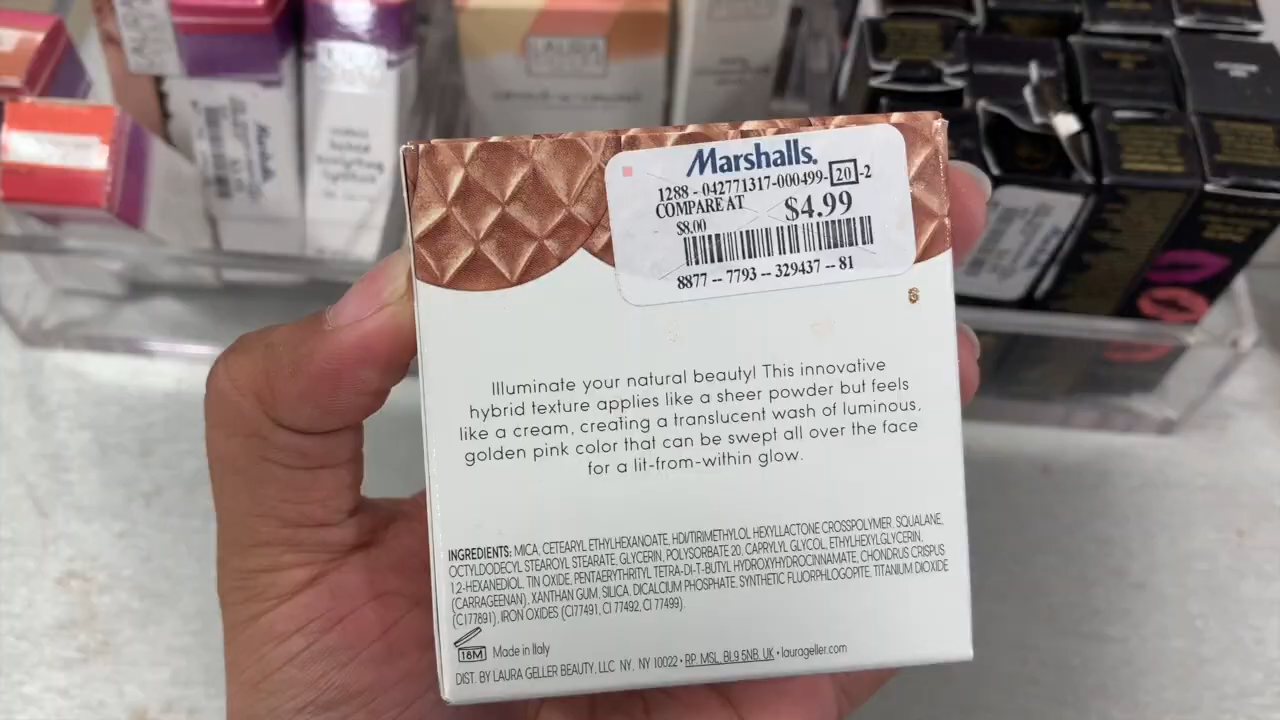 LAURA
Marshalls
Marshalls.
1288 - 042771317-000499- 20 -2
COMPARE AT $4.99
$8.00
8877 -- 7793 -- 329437 -- 81
6
Illuminate your natural beauty! This innovative
hybrid texture applies like a sheer powder but feels
like a cream, creating a translucent wash of luminous,
golden pink color that can be swept all over the face
for a lit-from-within glow.
INGREDIENTS: MICA, CETEARYL ETHYLHEXANOATE, HDI/TIRIMETHYLOL HEXYLLACTONE CROSSPOLYMER, SQUALANE,
OCTYLDODECYL STEAROYL STEARATE, GLYCERIN, POLYSORBATE 20, CAPRYLYL GLYCOL, ETHYLHEXYLGLYCERIN,
1,2-HEXANEDIOL, TIN OXIDE, PENTAERYTHRITYL TETRA-DI-T-BUTYL HYDROXYHYDROCINNAMATE, CHONDRUS CRISPUS
(CARRAGEENAN), XANTHAN GUM, SILICA, DICALCIUM PHOSPHATE, SYNTHETIC FLUORPHLOGOPITE, TITANIUM DIOXIDE
(C177891), IRON OXIDES (CI77491, CI 77492, CI 77499).
18M Made in Italy
DIST. BY LAURA GELLER BEAUTY, LLC NY, NY 10022 • RP, MSL, BL9 5NB, UK • laurageller.com